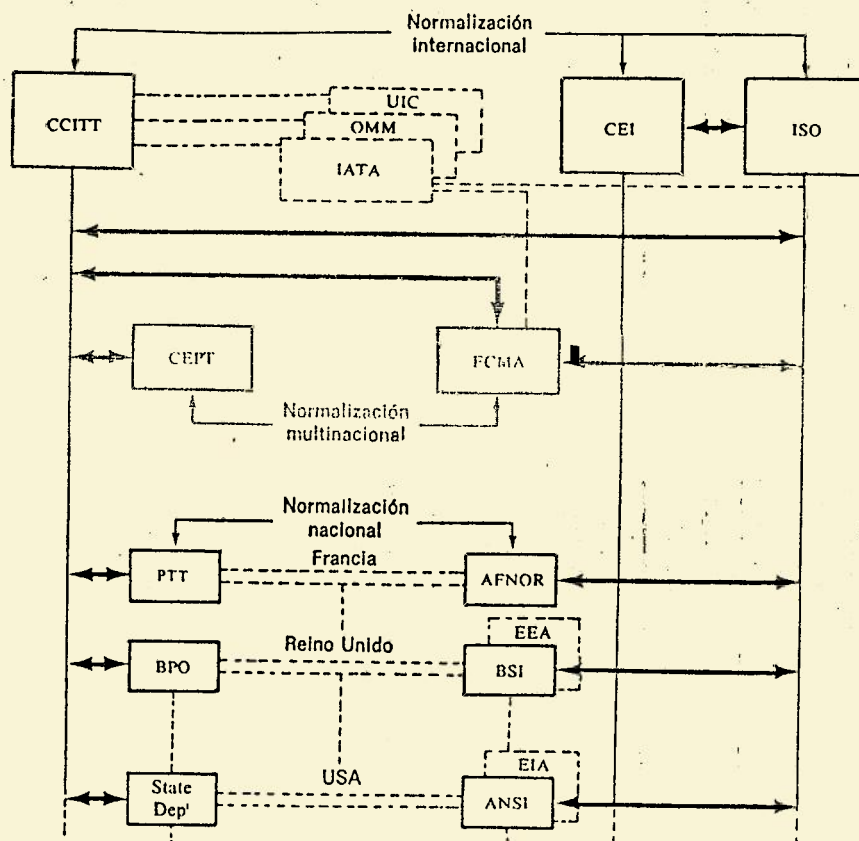 Normalización
internacional
CCITT
UIC
OMM
IATA
CEI
ISO
CEPT
ECMA
Normalización
multinacional
Normalización
nacional
Francia
PTT
AFNOR
Reino Unido
EEA
BPO
BSI
USA
EIA
State
Dep'
ANSI